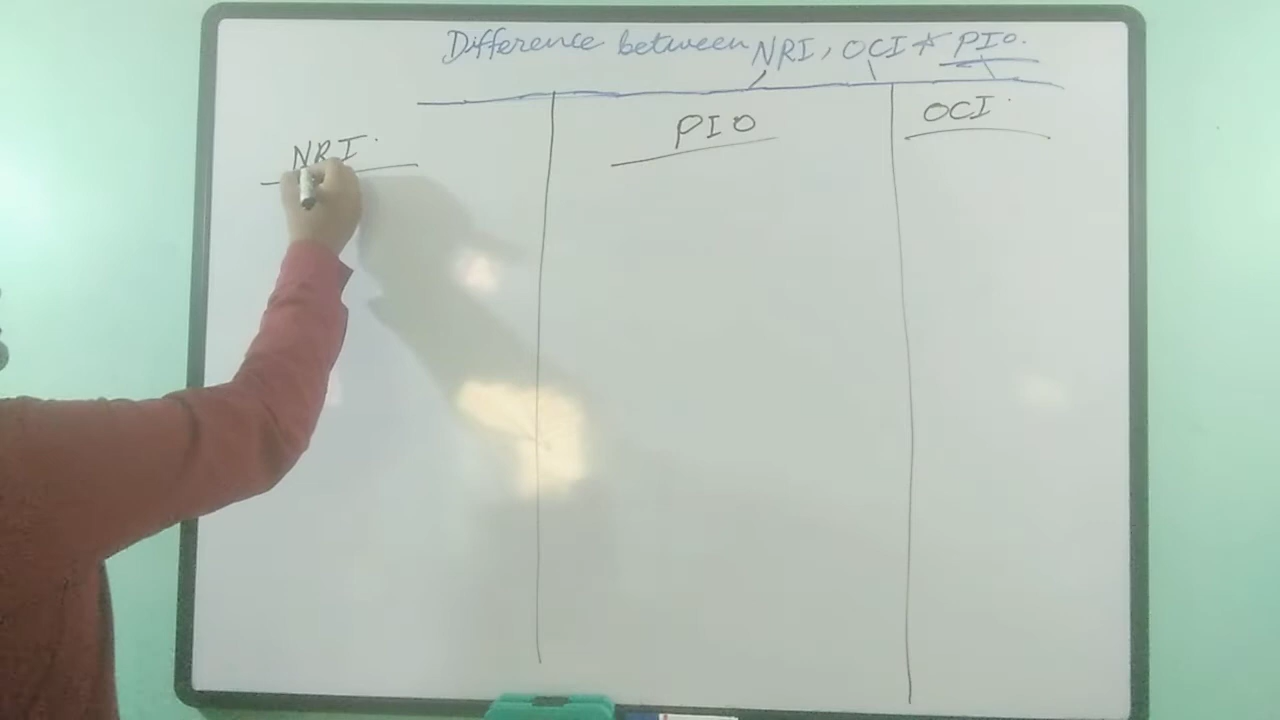 Difference between NRI, OCI & PIO.
NRI.
PIO
OCI.